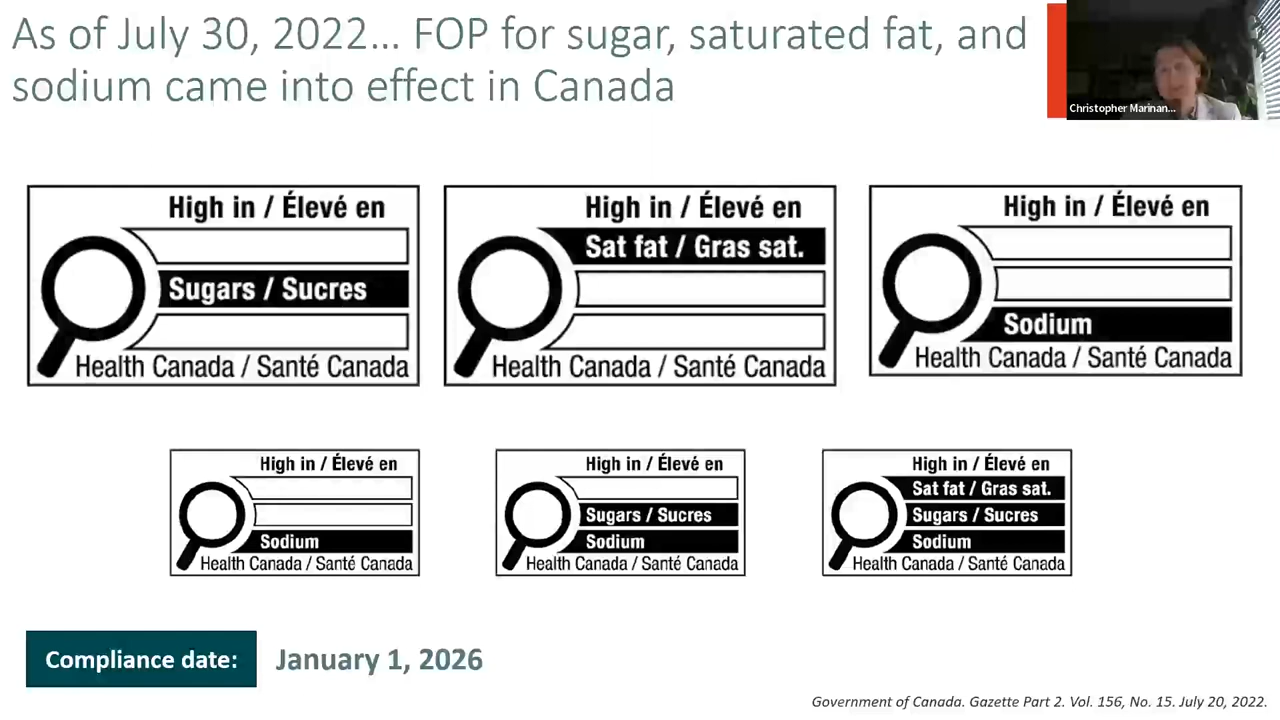 As of July 30, 2022… FOP for sugar, saturated fat, and
sodium came into effect in Canada
Christopher Marinan...
High in / Élevé en
Sugars / Sucres
Health Canada / Santé Canada
High in / Élevé en
Sat fat / Gras sat.
Health Canada / Santé Canada
High in / Élevé en
Sodium
Health Canada / Santé Canada
High in / Élevé en
Sodium
Health Canada / Santé Canada
High in / Élevé en
Sugars / Sucres
Sodium
Health Canada / Santé Canada
High in / Élevé en
Sat fat / Gras sat.
Sugars / Sucres
Sodium
Health Canada / Santé Canada
Compliance date:
January 1, 2026
Government of Canada. Gazette Part 2. Vol. 156, No. 15. July 20, 2022.